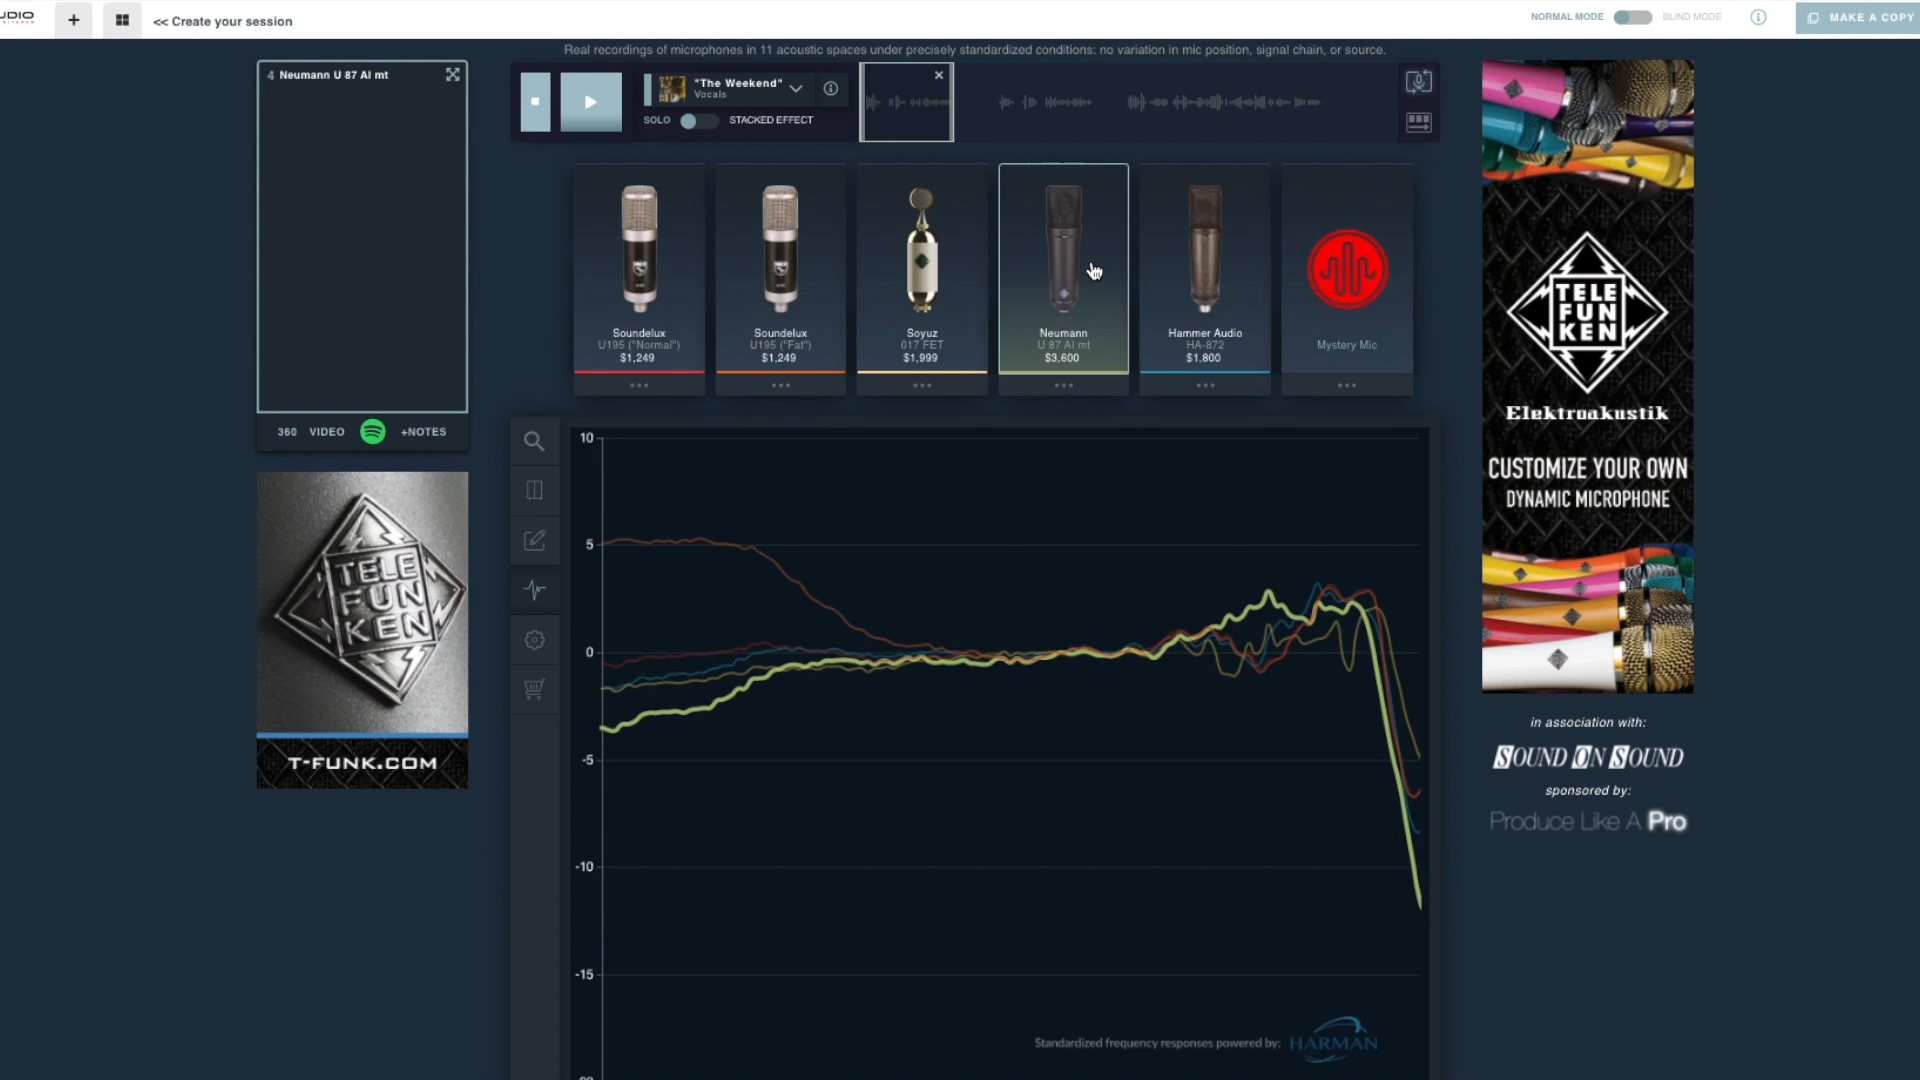 UDIO
+
<< Create your session
NORMAL MODE
BLIND MODE
MAKE A COPY
Real recordings of microphones in 11 acoustic spaces under precisely standardized conditions: no variation in mic position, signal chain, or source.
4 Neumann U 87 AI mt
"The Weekend"
Vocals
SOLO
STACKED EFFECT
Soundelux
U195 ("Normal")
$1,249
Soundelux
U195 ("Fat")
$1,249
Soyuz
017 FET
$1,999
Neumann
U 87 AI mt
$3,600
Hammer Audio
HA-872
$1,800
Mystery Mic
360
VIDEO
+NOTES
TELE
FUN
KEN
T-FUNK.COM
10
5
0
-5
-10
-15
Standardized frequency responses powered by:
HARMAN
TELE
FUN
KEN
Elektroakustik
CUSTOMIZE YOUR OWN
DYNAMIC MICROPHONE
in association with:
SOUND ON SOUND
sponsored by:
Produce Like A Pro